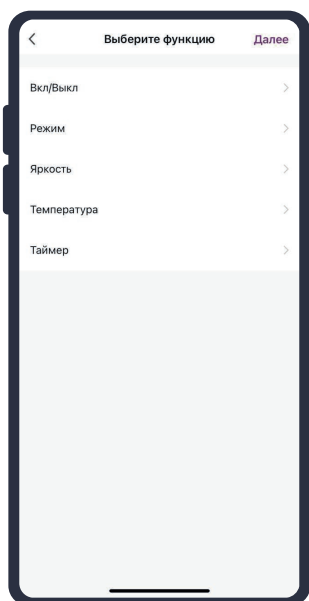 Выберите функцию Далее
Вкл/Выкл
Режим
Яркость
Температура
Таймер